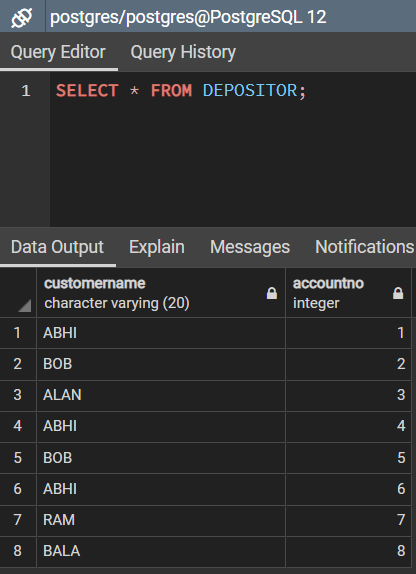 postgres/postgres@PostgreSQL 12
Query Editor Query History
1 SELECT * FROM DEPOSITOR;
Data Output Explain Messages Notifications
customername accountno
character varying (20) integer
1 ABHI 1
2 BOB 2
3 ALAN 3
4 ABHI 4
5 BOB 5
6 ABHI 6
7 RAM 7
8 BALA 8